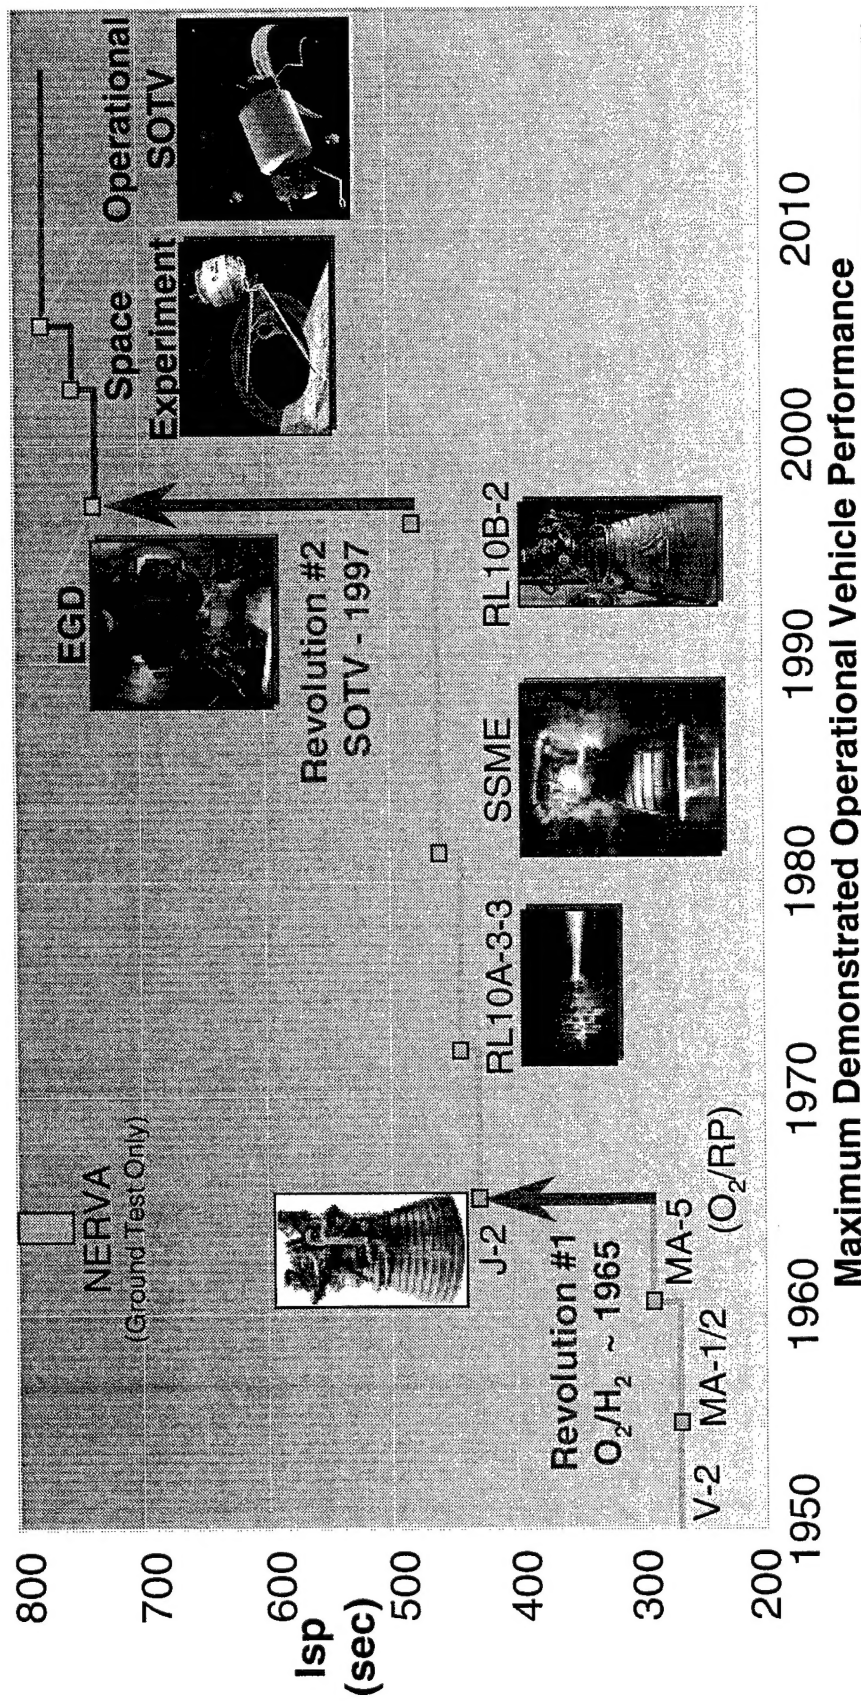 800
700
600
500
400
300
200
Isp
(sec)
NERVA
(Ground Test Only)
EGD
Space
Experiment
Operational
SOTV
Revolution #2
SOTV - 1997
J-2
RL10A-3-3
SSME
RL10B-2
Revolution #1
O₂/H₂ ~ 1965
V-2
MA-1/2
MA-5
(O₂/RP)
1950
1960
1970
1980
1990
2000
2010
Maximum Demonstrated Operational Vehicle Performance